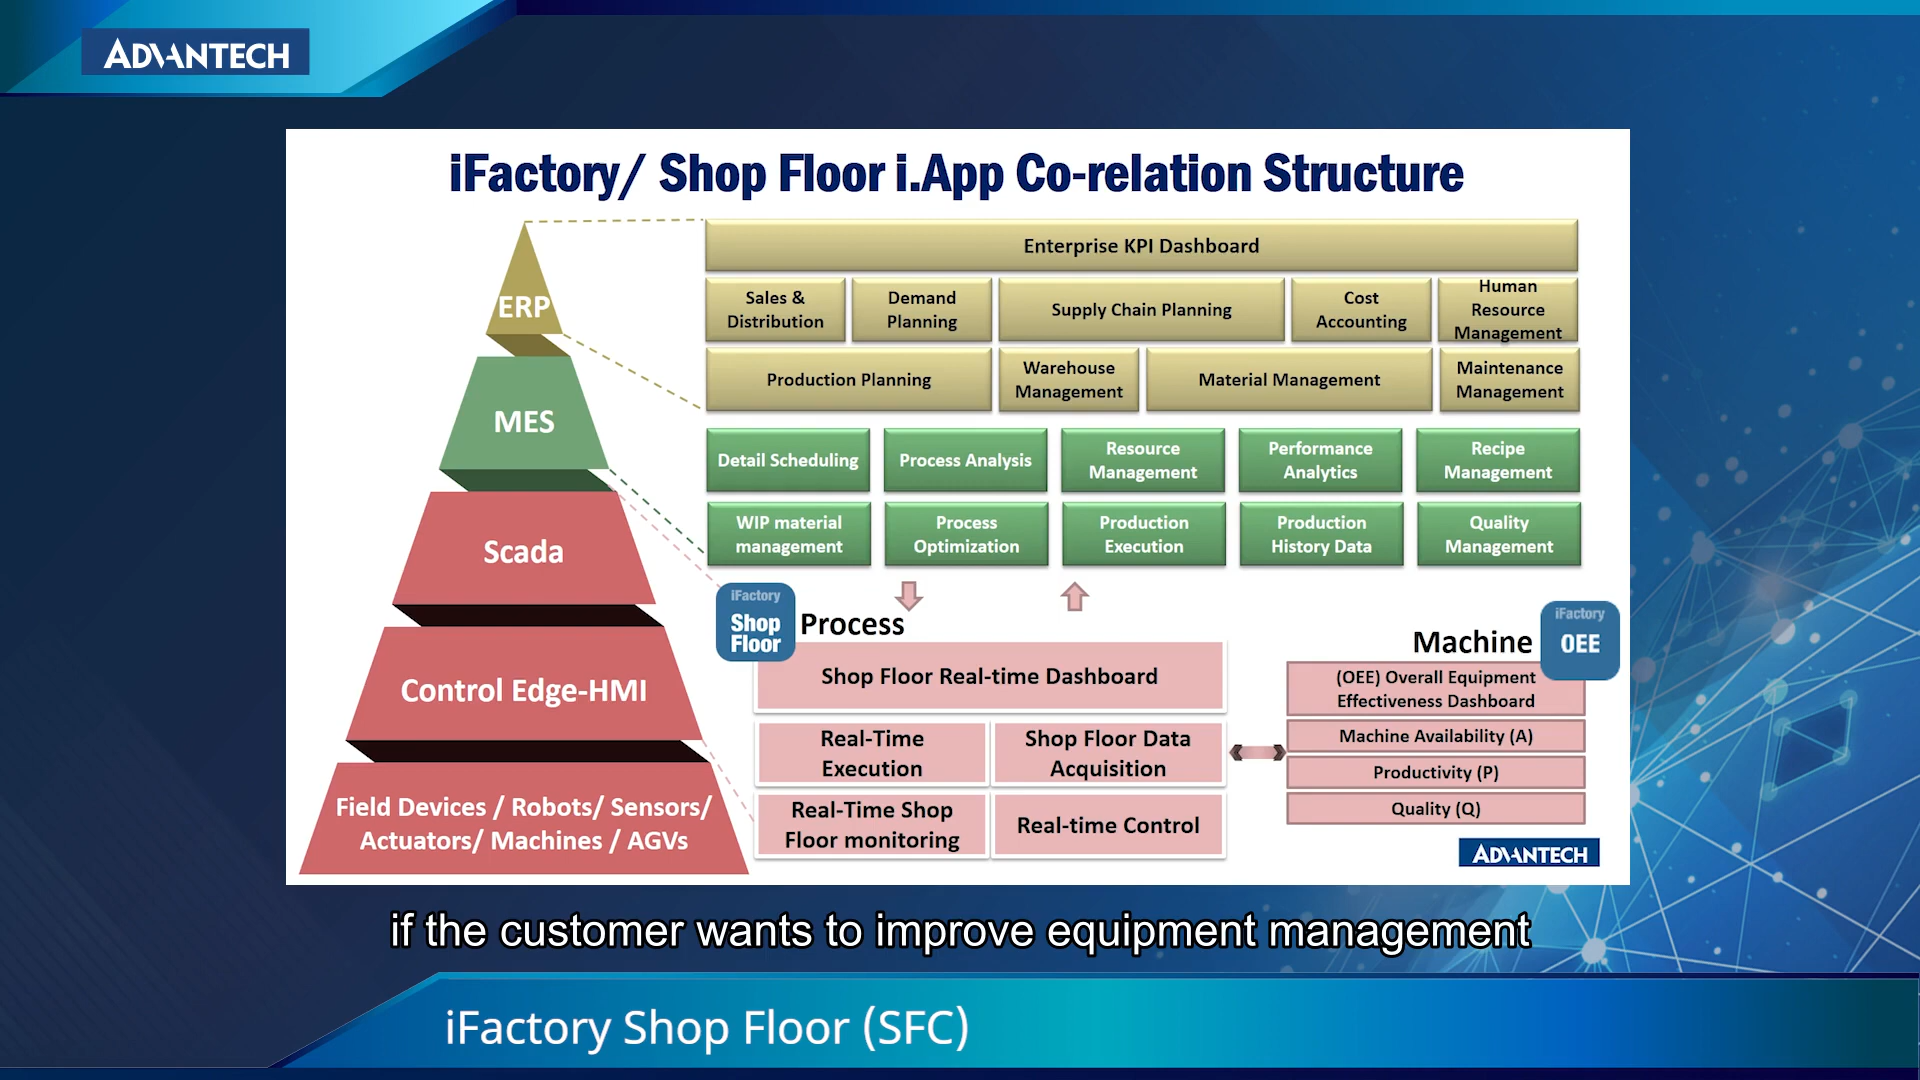 ADVANTECH
iFactory/ Shop Floor i.App Co-relation Structure
ERP
MES
Scada
Control Edge-HMI
Field Devices / Robots/ Sensors/
Actuators/ Machines / AGVs
Enterprise KPI Dashboard
Sales &
Distribution
Demand
Planning
Supply Chain Planning
Cost
Accounting
Human
Resource
Management
Production Planning
Warehouse
Management
Material Management
Maintenance
Management
Detail Scheduling
Process Analysis
Resource
Management
Performance
Analytics
Recipe
Management
WIP material
management
Process
Optimization
Production
Execution
Production
History Data
Quality
Management
iFactory
Shop
Floor
Process
Shop Floor Real-time Dashboard
Real-Time
Execution
Shop Floor Data
Acquisition
Real-Time Shop
Floor monitoring
Real-time Control
Machine
iFactory
OEE
(OEE) Overall Equipment
Effectiveness Dashboard
Machine Availability (A)
Productivity (P)
Quality (Q)
ADVANTECH
if the customer wants to improve equipment management
iFactory Shop Floor (SFC)